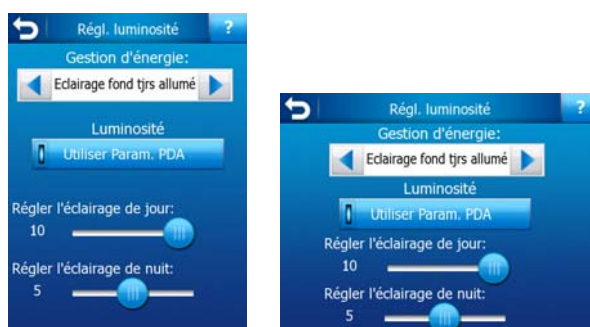 Régl. luminosité ?
Gestion d'énergie:
Eclairage fond tjrs allumé
Luminosité
Utiliser Param. PDA
Régler l'éclairage de jour:
10
Régler l'éclairage de nuit:
5
Régl. luminosité ?
Gestion d'énergie:
Eclairage fond tjrs allumé
Luminosité
Utiliser Param. PDA
Régler l'éclairage de jour:
10
Régler l'éclairage de nuit:
5